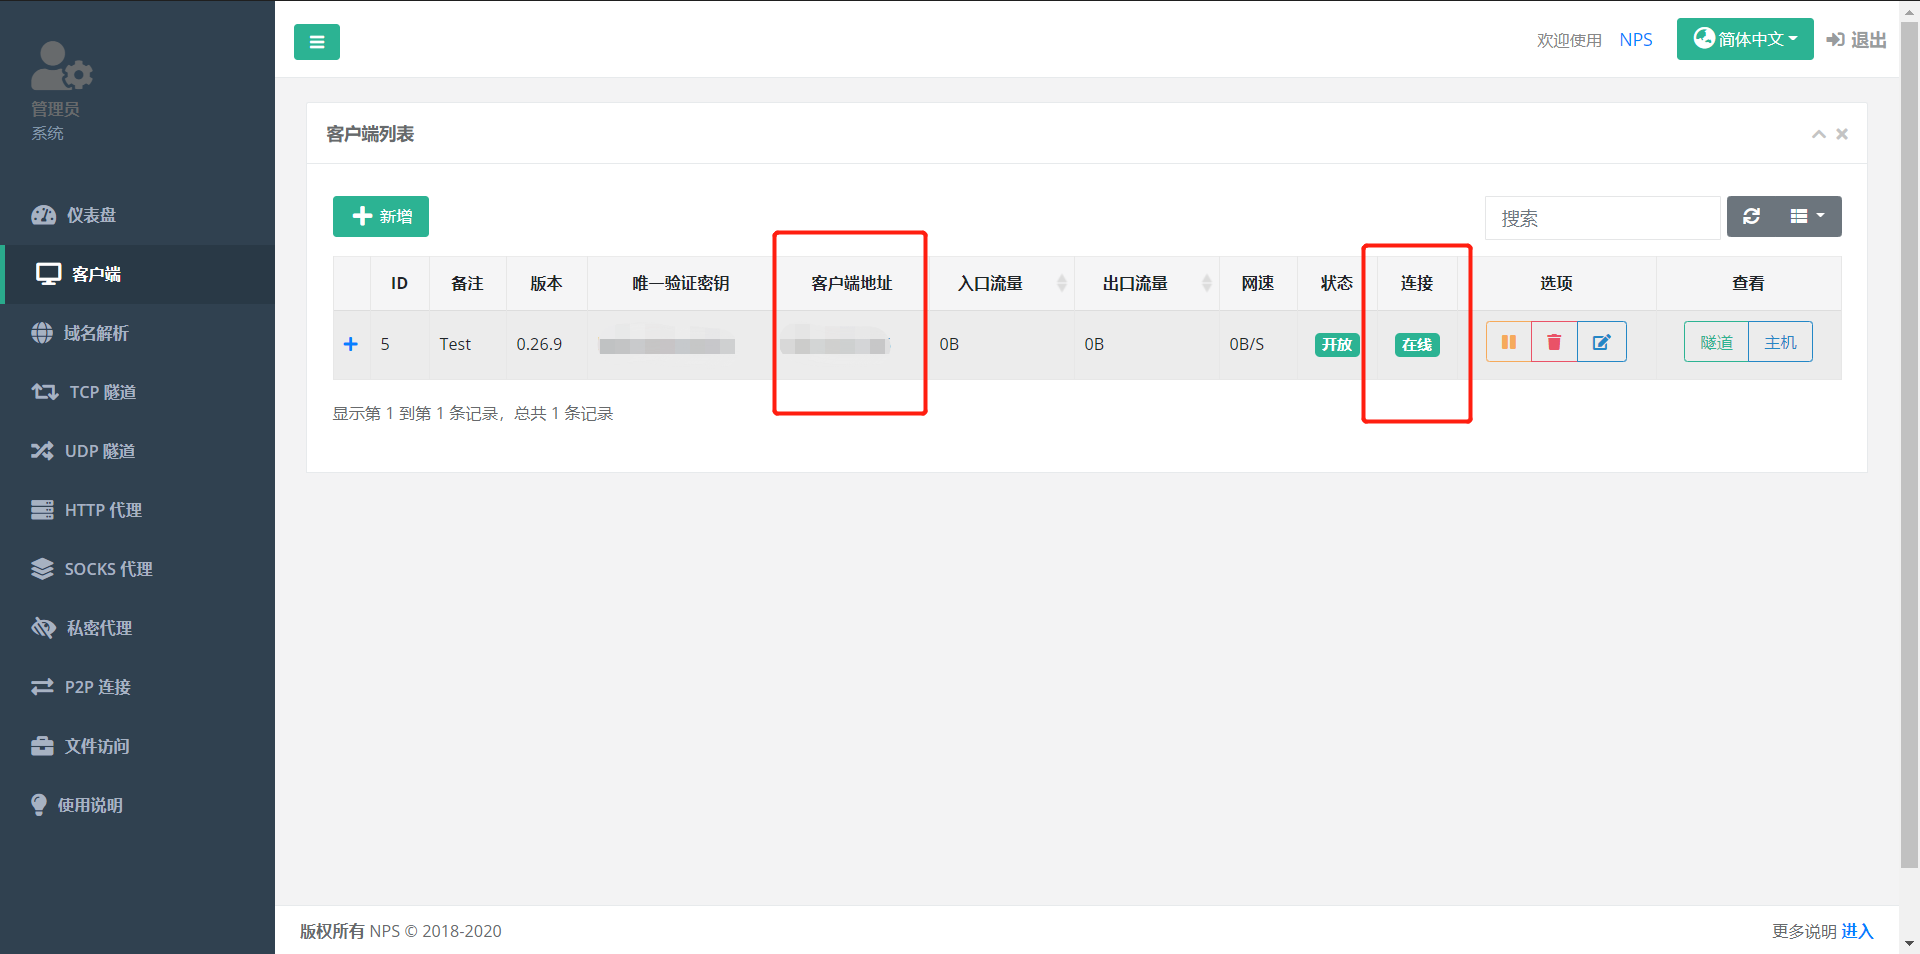 欢迎使用 NPS 简体中文 退出
管理员
系统
仪表盘
客户端
域名解析
TCP 隧道
UDP 隧道
HTTP 代理
SOCKS 代理
私密代理
P2P 连接
文件访问
使用说明
客户端列表
新增
搜索
ID 备注 版本 唯一验证密钥 客户端地址 入口流量 出口流量 网速 状态 连接 选项 查看
5 Test 0.26.9 0B 0B 0B/S 开放 在线 隧道 主机
显示第 1 到第 1 条记录，总共 1 条记录
版权所有 NPS © 2018-2020
更多说明 进入